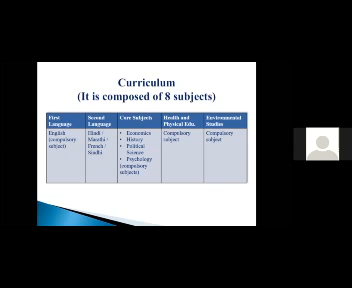 Curriculum
(It is composed of 8 subjects)
First Language
Second Language
Core Subjects
Health and Physical Edu.
Environmental Studies
English (compulsory subject)
Hindi / Marathi / French / Sindhi
• Economics
• History
• Political Science
• Psychology (compulsory subjects)
Compulsory subject
Compulsory subject